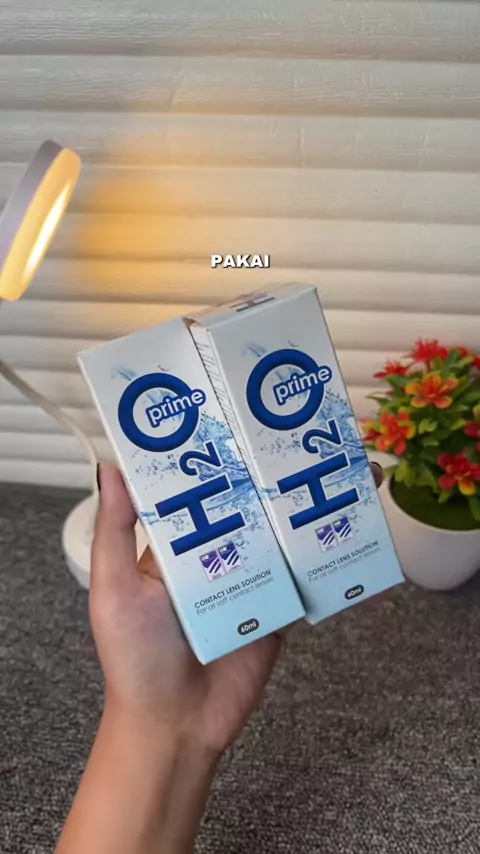 PAKAI
H2O
prime
CONTACT LENS SOLUTION
For all soft contact lenses
60ml
H2O
prime
CONTACT LENS SOLUTION
For all soft contact lenses
60ml